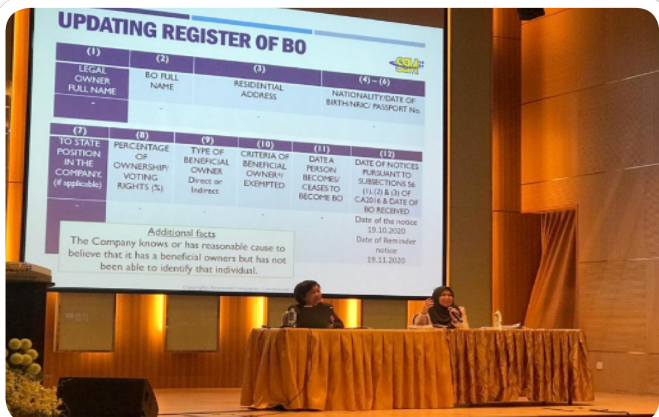 UPDATING REGISTER OF BO
(1)
LEGAL
OWNER
FULL NAME
-
(2)
BO FULL
NAME
-
(3)
RESIDENTIAL
ADDRESS
-
(4) – (6)
NATIONALITY/DATE OF
BIRTH/NRIC/ PASSPORT No.
-
(7)
TO STATE
POSITION
IN THE
COMPANY.
(if applicable)
-
(8)
PERCENTAGE
OF
OWNERSHIP/
VOTING
RIGHTS (%)
-
(9)
TYPE OF
BENEFICIAL
OWNER
Direct or
Indirect
-
(10)
CRITERIA OF
BENEFICIAL
OWNER/
EXEMPTED
-
(11)
DATE A
PERSON
BECOMES/
CEASES TO
BECOME BO
-
(12)
DATE OF NOTICES
PURSUANT TO
SUBSECTIONS 56
(1), (2) & (3) OF
CA2016 & DATE OF
BO RECEIVED
Date of the notice
19.10.2020
Date of Reminder
notice
19.11.2020
Additional facts
The Company knows or has reasonable cause to
believe that it has a beneficial owners but has not
been able to identify that individual.